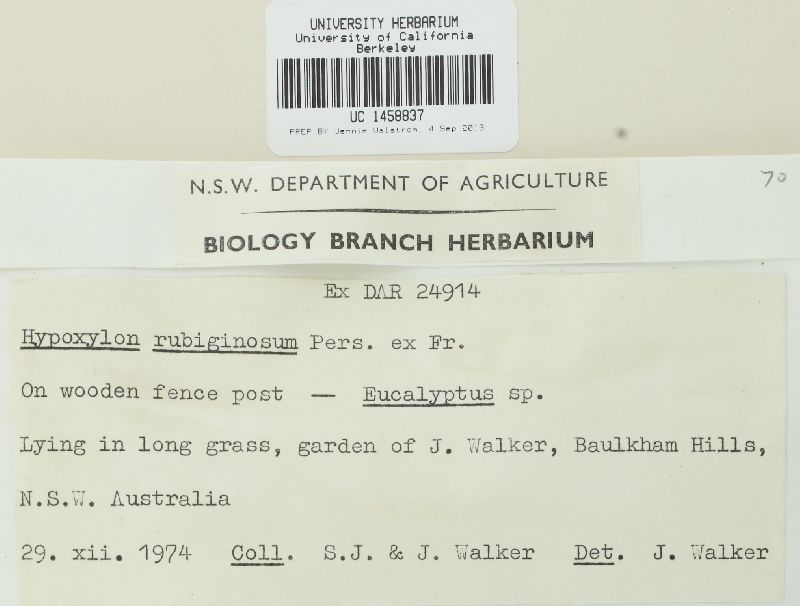 UNIVERSITY HERBARIUM
University of California
Berkeley
UC 1458837
PREP BY Jennie Walstrom, 4 Sep 2013
N.S.W. DEPARTMENT OF AGRICULTURE
70
BIOLOGY BRANCH HERBARIUM
Ex DAR 24914
Hypoxylon rubiginosum Pers. ex Fr.
On wooden fence post — Eucalyptus sp.
Lying in long grass, garden of J. Walker, Baulkham Hills,
N.S.W. Australia
29. xii. 1974 Coll. S.J. & J. Walker Det. J. Walker